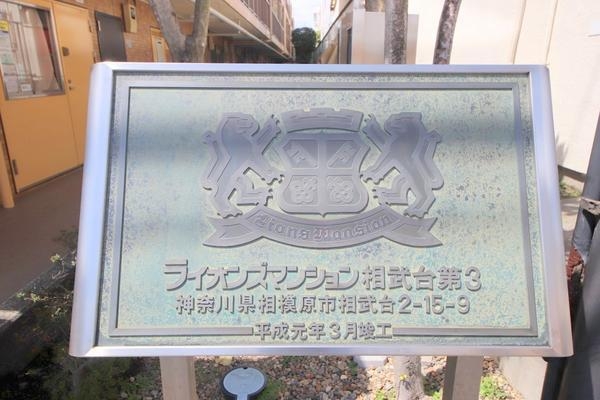 Lions Mansion
ライオンズマンション相武台第3
神奈川県相模原市相武台2-15-9
平成元年3月竣工